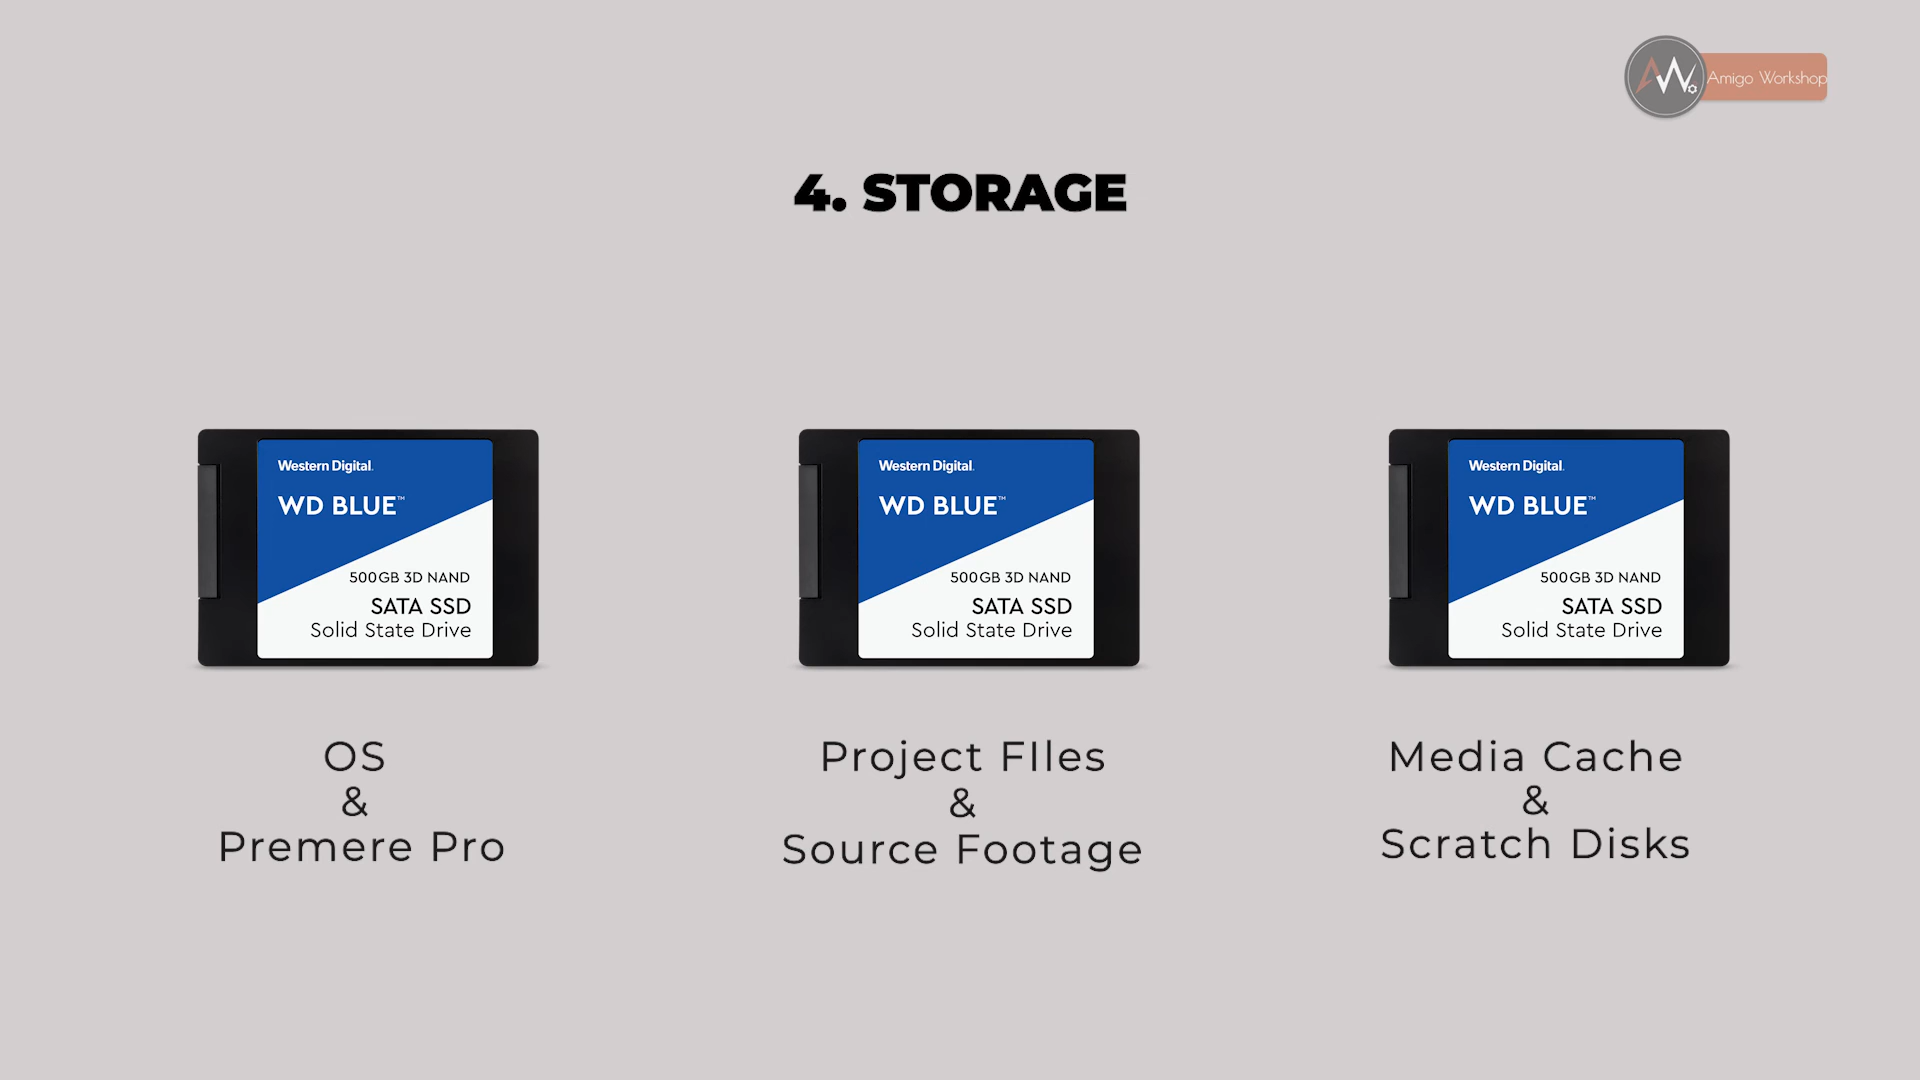 AW
Amigo Workshop
4. STORAGE
Western Digital.
WD BLUE™
500GB 3D NAND
SATA SSD
Solid State Drive
Western Digital.
WD BLUE™
500GB 3D NAND
SATA SSD
Solid State Drive
Western Digital.
WD BLUE™
500GB 3D NAND
SATA SSD
Solid State Drive
OS
&
Premere Pro
Project FIles
&
Source Footage
Media Cache
&
Scratch Disks